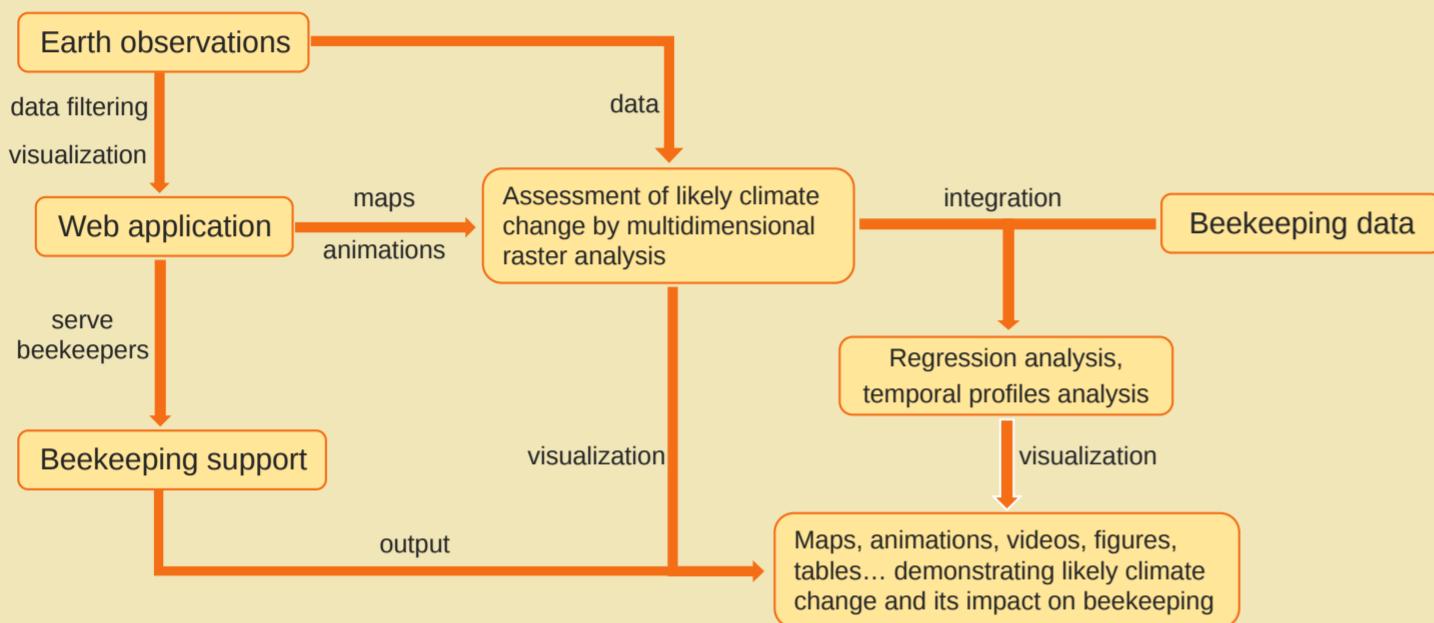 Earth observations
data filtering
visualization
data
Web application
maps
animations
Assessment of likely climate
change by multidimensional
raster analysis
integration
Beekeeping data
serve
beekeepers
Regression analysis,
temporal profiles analysis
Beekeeping support
visualization
visualization
output
Maps, animations, videos, figures,
tables... demonstrating likely climate
change and its impact on beekeeping